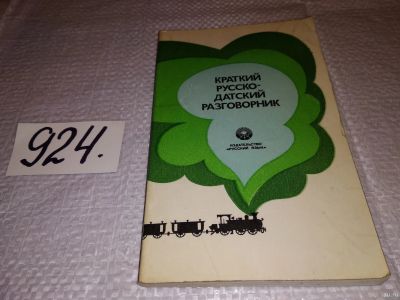 924.
КРАТКИЙ
РУССКО-
ДАТСКИЙ
РАЗГОВОРНИК
ИЗДАТЕЛЬСТВО
«РУССКИЙ ЯЗЫК»